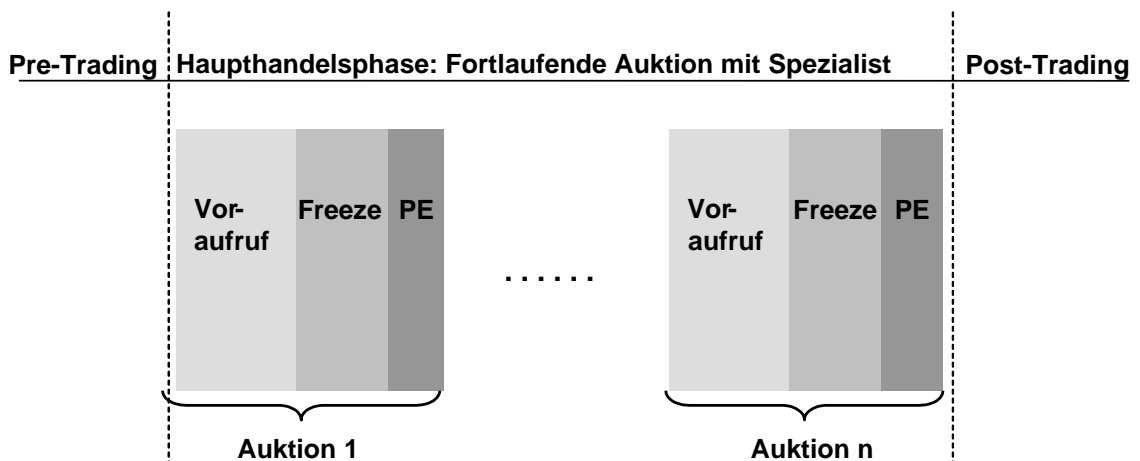 Pre-Trading Haupthandelsphase: Fortlaufende Auktion mit Spezialist Post-Trading
Vor-
aufruf
Freeze PE
. . . . . .
Vor-
aufruf
Freeze PE
Auktion 1
Auktion n